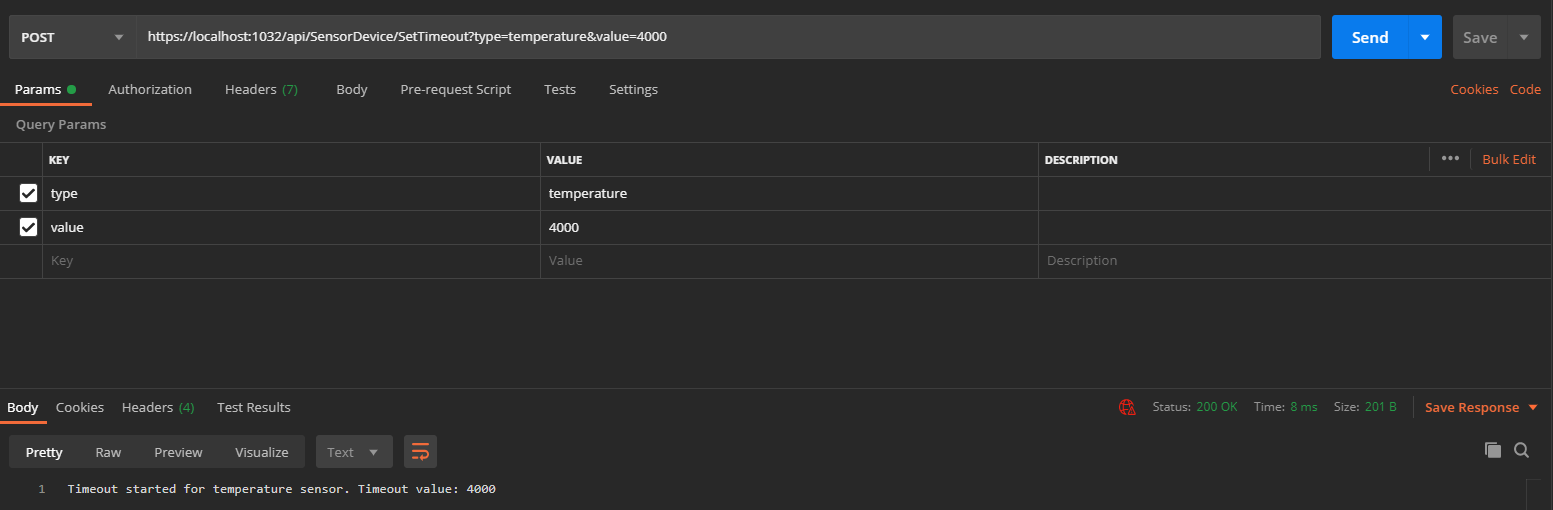 POST https://localhost:1032/api/SensorDevice/SetTimeout?type=temperature&value=4000 Send Save
Params Authorization Headers (7) Body Pre-request Script Tests Settings Cookies Code
Query Params
KEY VALUE DESCRIPTION ••• Bulk Edit
type temperature
value 4000
Key Value Description
Body Cookies Headers (4) Test Results Status: 200 OK Time: 8 ms Size: 201 B Save Response
Pretty Raw Preview Visualize Text
1 Timeout started for temperature sensor. Timeout value: 4000